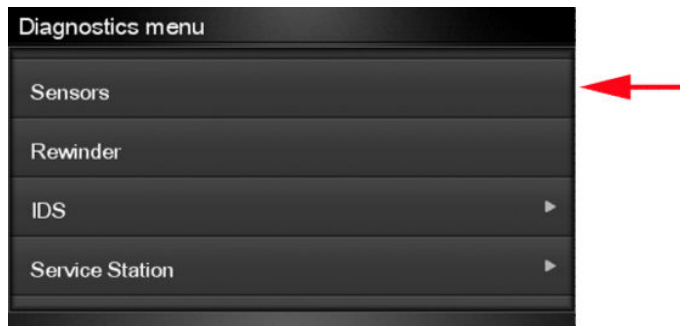 Diagnostics menu
Sensors
Rewinder
IDS
Service Station